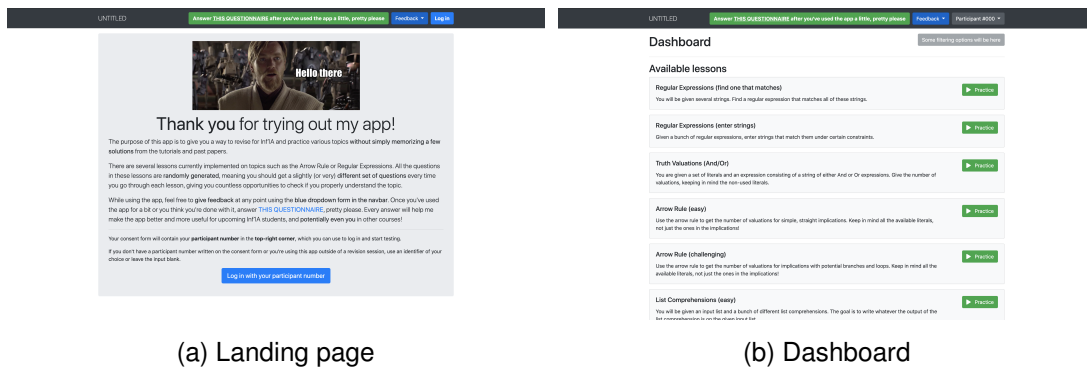 UNTITLED
Answer THIS QUESTIONNAIRE after you've used the app a little, pretty please
Feedback
Log in
Hello there
Thank you for trying out my app!
The purpose of this app is to give you a way to revise for Inf1A and practice various topics without simply memorizing a few
solutions from the tutorials and past papers.
There are several lessons currently implemented on topics such as the Arrow Rule or Regular Expressions. All the questions
in these lessons are randomly generated, meaning you should get a slightly (or very) different set of questions every time
you go through each lesson, giving you countless opportunities to check if you properly understand the topic.
While using the app, feel free to give feedback at any point using the blue dropdown form in the navbar. Once you've used
the app for a bit or you think you're done with it, answer THIS QUESTIONNAIRE, pretty please. Every answer will help me
make the app better and more useful for upcoming Inf1A students, and potentially even you in other courses!
Your consent form will contain your participant number in the top-right corner, which you can use to log in and start testing.
If you don't have a participant number written on the consent form or you're using this app outside of a revision session, use an identifier of your
choice or leave the input blank.
Log in with your participant number
(a) Landing page
UNTITLED
Answer THIS QUESTIONNAIRE after you've used the app a little, pretty please
Feedback
Participant #000
Dashboard
Some filtering options will be here
Available lessons
Regular Expressions (find one that matches)
You will be given several strings. Find a regular expression that matches all of these strings.
Practice
Regular Expressions (enter strings)
Given a bunch of regular expressions, enter strings that match them under certain constraints.
Practice
Truth Valuations (And/Or)
You are given a set of literals and an expression consisting of a string of either And or Or expressions. Give the number of
valuations, keeping in mind the non-used literals.
Practice
Arrow Rule (easy)
Use the arrow rule to get the number of valuations for simple, straight implications. Keep in mind all the available literals,
not just the ones in the implications!
Practice
Arrow Rule (challenging)
Use the arrow rule to get the number of valuations for implications with potential branches and loops. Keep in mind all the
available literals, not just the ones in the implications!
Practice
List Comprehensions (easy)
You will be given an input list and a bunch of different list comprehensions. The goal is to write whatever the output of the
list comprehension is on the given input list.
Practice
(b) Dashboard